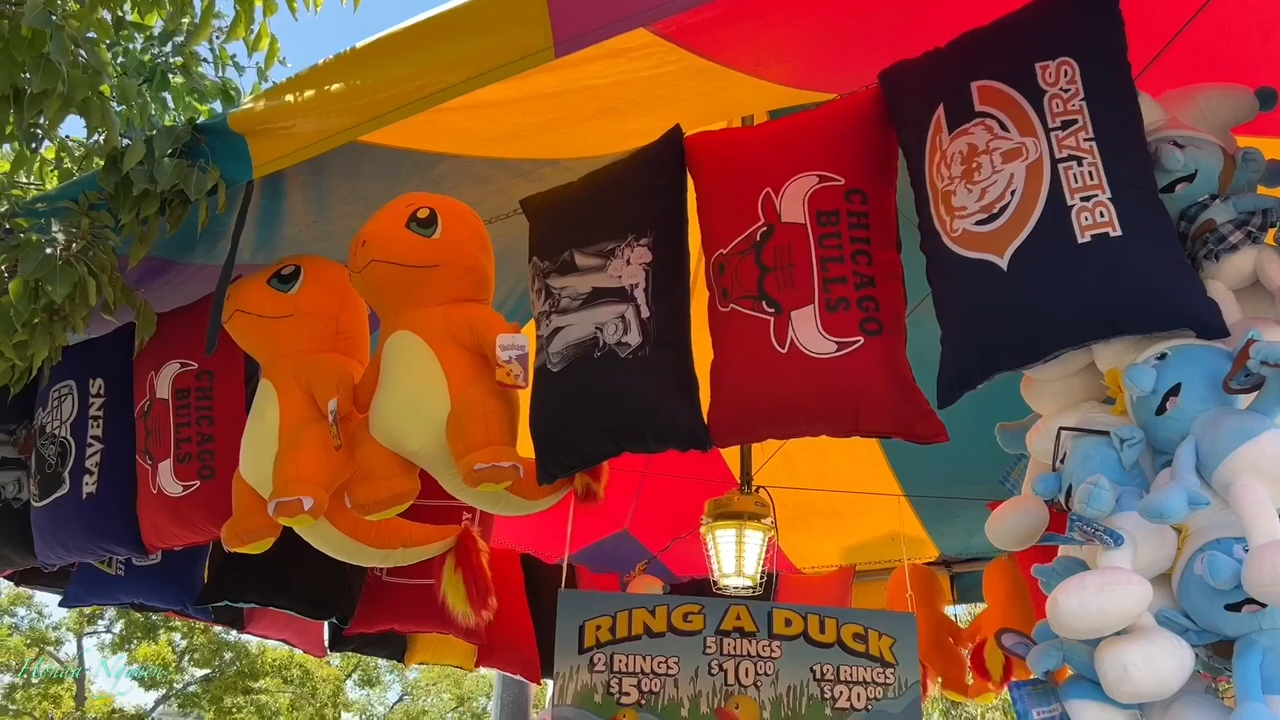 BEARS
CHICAGO
BULLS
Pokémon
RAVENS
CHICAGO
BULLS
RING A DUCK
2 RINGS
$5.00
5 RINGS
$10.00
12 RINGS
$20.00